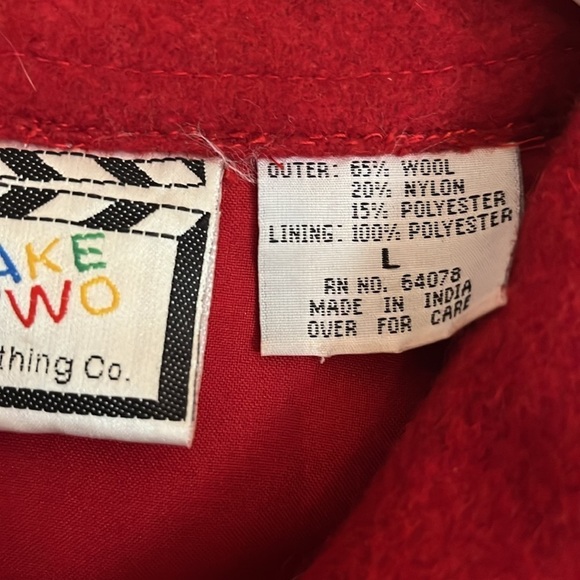 AKE
WO
thing Co.
OUTER: 65% WOOL
20% NYLON
15% POLYESTER
LINING: 100% POLYESTER
L
RN NO. 64078
MADE IN INDIA
OVER FOR CARE